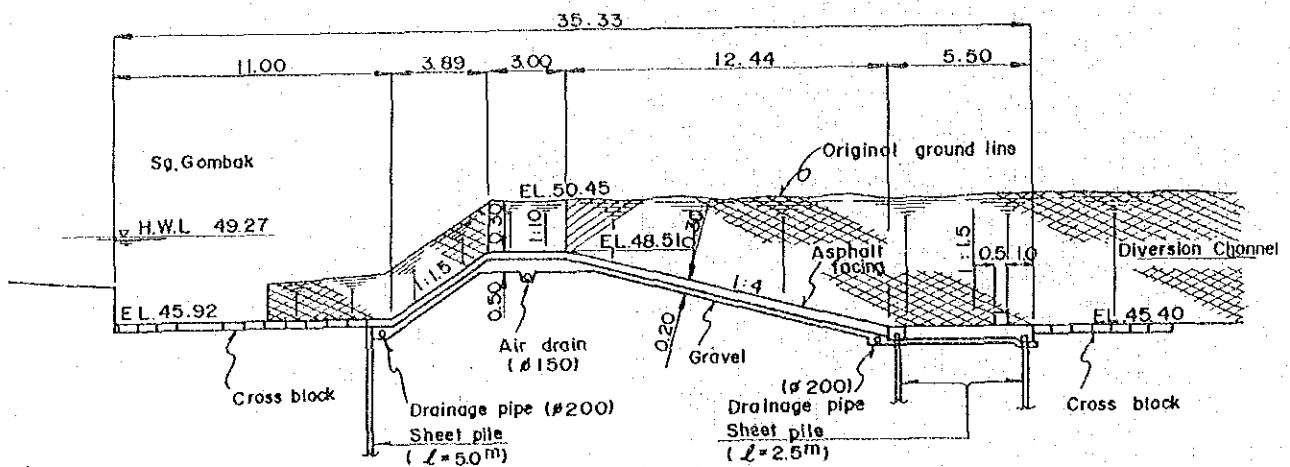 35.33
11.00 3.89 3.00 12.44 5.50
Sg. Gombak
Original ground line
EL. 50.45
H.W.L 49.27
0.30
1:10
EL. 48.51
0.30
1:1.5
0.5 1.0
Diversion Channel
1:1.5
Asphalt
facing
1:4
EL. 45.92
0.50
0.20
EL. 45.40
Air drain
(ø150)
Gravel
Cross block
Drainage pipe (ø200)
Sheet pile
(ℓ=5.0m)
(ø200)
Drainage pipe
Sheet pile
(ℓ=2.5m)
Cross block